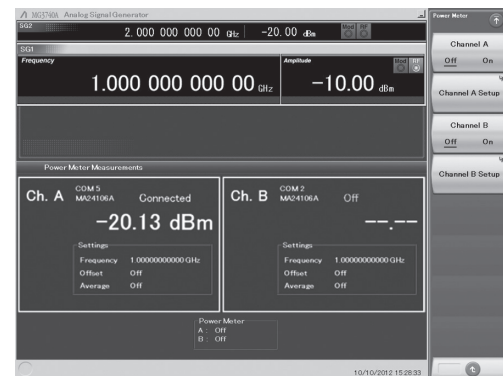 MG3740A Analog Signal Generator
SG2
2. 000 000 000 00 GHz
-20. 00 dBm
Mod RF
SG1
Frequency
1.000 000 000 00 GHz
Amplitude
-10.00 dBm
Mod RF
Power Meter Measurements
Ch. A
COM 5
MA24106A
Connected
-20.13 dBm
Settings
Frequency 1.00000000000 GHz
Offset Off
Average Off
Ch. B
COM 2
MA24106A
Off
--.--
Settings
Frequency 1.00000000000 GHz
Offset Off
Average Off
Power Meter
A : Off
B : Off
10/10/2012 15:28:33
Power Meter
Channel A
Off On
Channel A Setup
Channel B
Off On
Channel B Setup